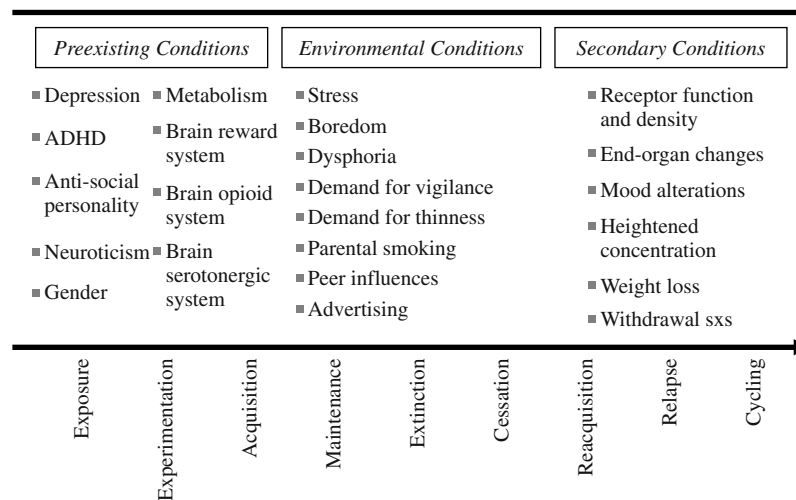 Preexisting Conditions
Environmental Conditions
Secondary Conditions
Depression
ADHD
Anti-social
personality
Neuroticism
Gender
Metabolism
Brain reward
system
Brain opioid
system
Brain
serotonergic
system
Stress
Boredom
Dysphoria
Demand for vigilance
Demand for thinness
Parental smoking
Peer influences
Advertising
Receptor function
and density
End-organ changes
Mood alterations
Heightened
concentration
Weight loss
Withdrawal sxs
Exposure
Experimentation
Acquisition
Maintenance
Extinction
Cessation
Reacquisition
Relapse
Cycling